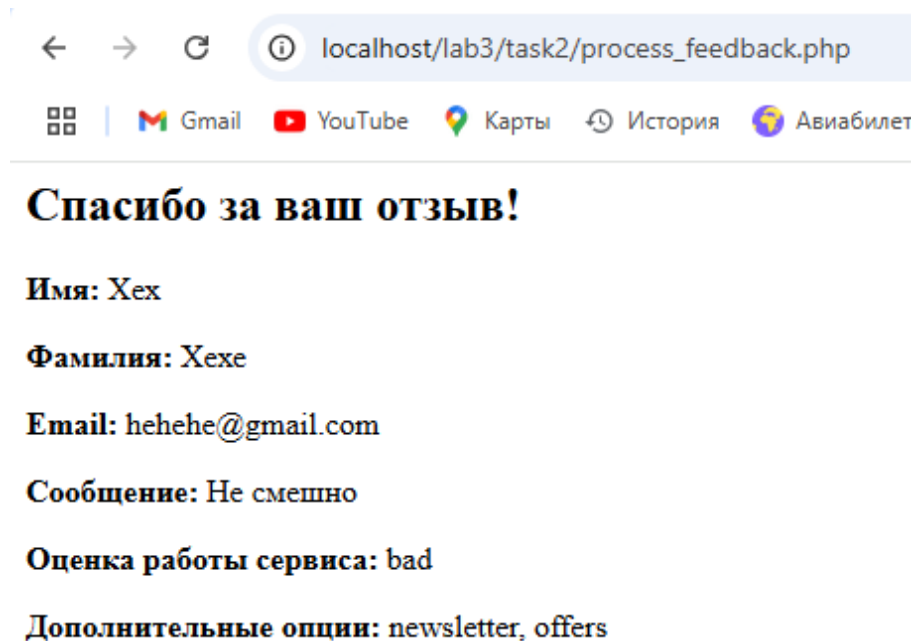 localhost/lab3/task2/process_feedback.php
Gmail YouTube Карты История Авиабилет
Спасибо за ваш отзыв!
Имя: Хех
Фамилия: Хехе
Email: hehehe@gmail.com
Сообщение: Не смешно
Оценка работы сервиса: bad
Дополнительные опции: newsletter, offers